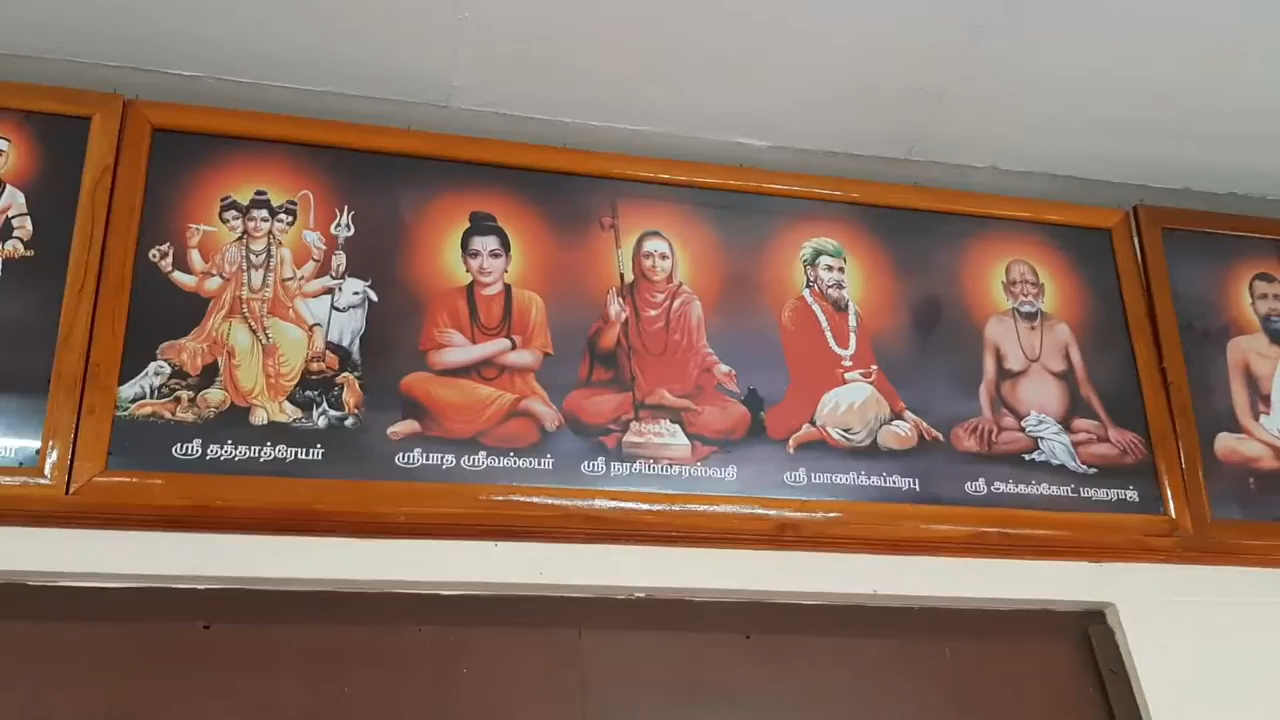 ஸ்ரீ தத்தாத்ரேயர்
ஸ்ரீபாத ஸ்ரீவல்லபர்
ஸ்ரீ நரசிம்மசரஸ்வதி
ஸ்ரீ மாணிக்கப்பிரபு
ஸ்ரீ அக்கல்கோட் மஹராஜ்